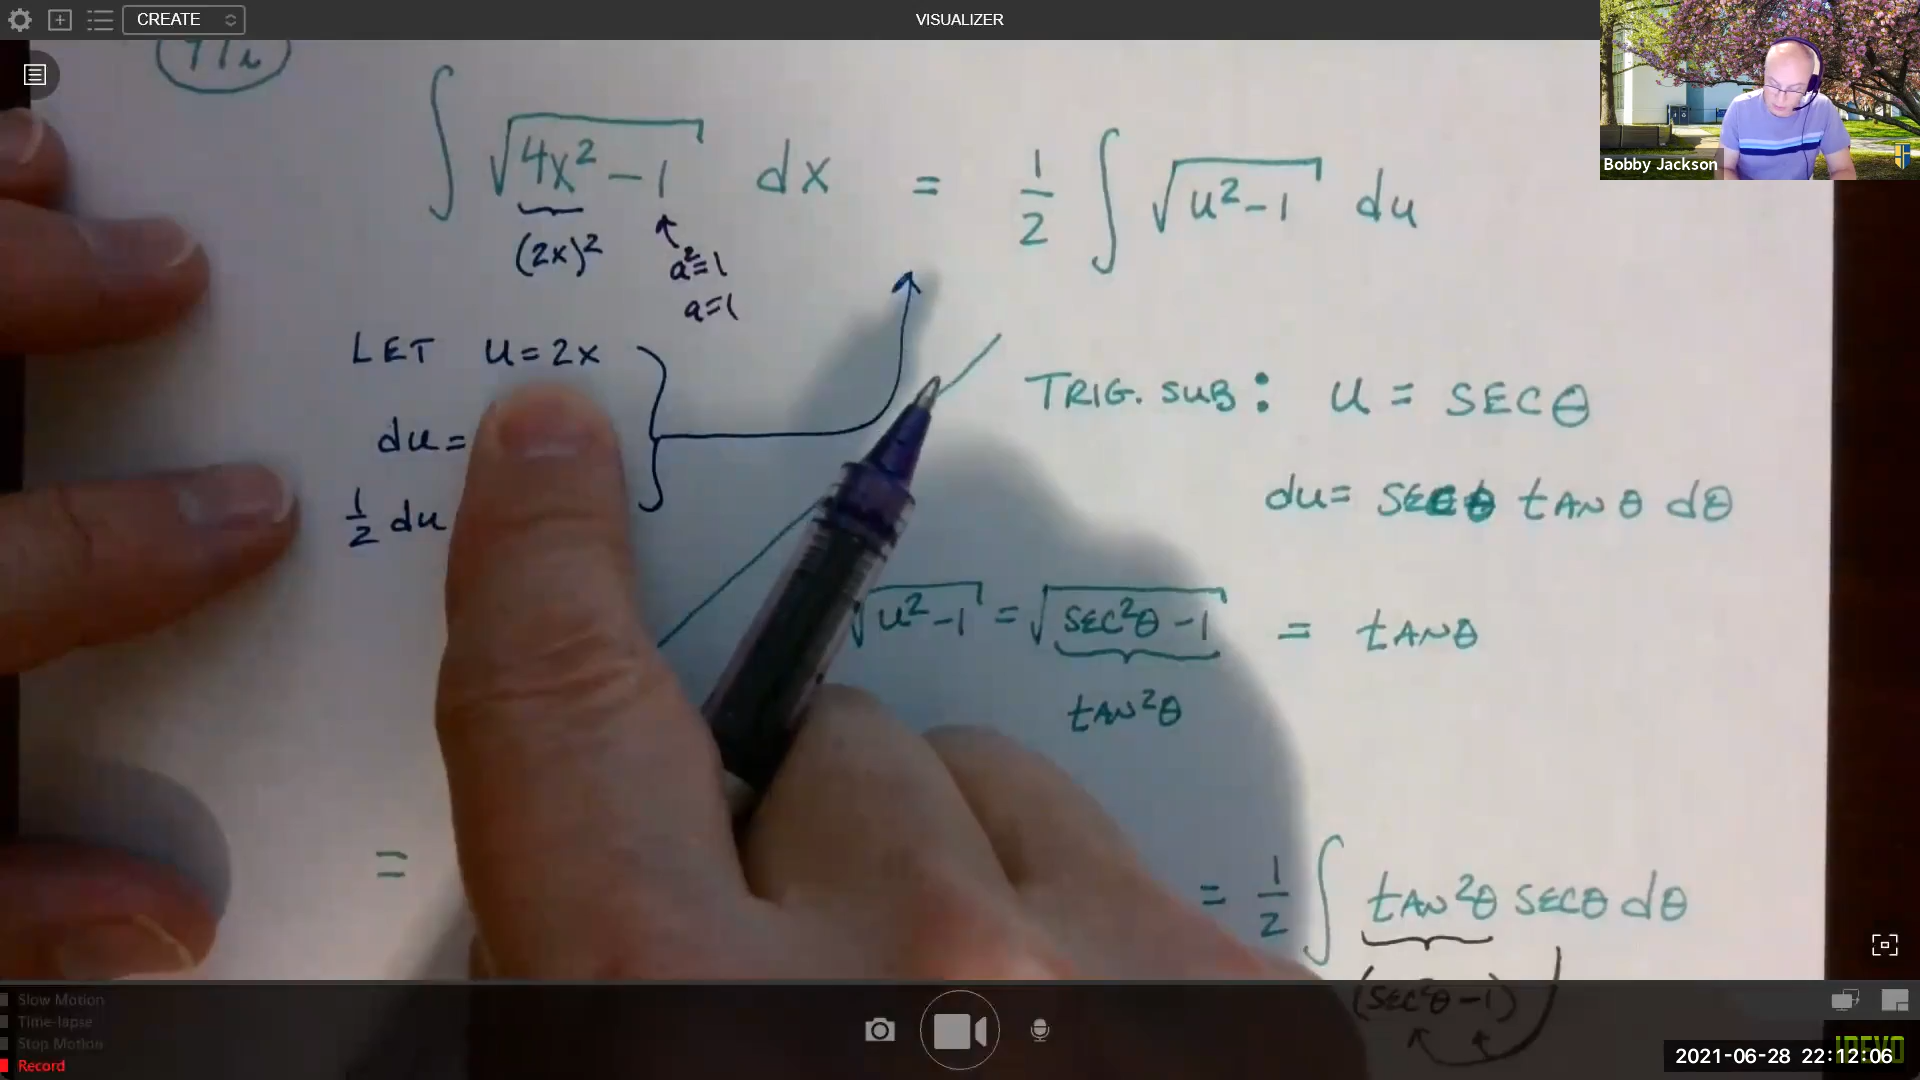 CREATE
VISUALIZER
Bobby Jackson
∫ √4x²-1 dx = 1/2 ∫ √u²-1 du
(2x)²
a²=1
a=1
LET u=2x
du=
1/2 du
TRIG. SUB: u = SECθ
du= SECθ TANθ dθ
√u²-1 = √SEC²θ-1 = TANθ
TAN²θ
=
= 1/2 ∫ TAN²θ SECθ dθ
(SEC²θ-1)
Slow Motion
Time-lapse
Stop Motion
Record
2021-06-28 22:12:06